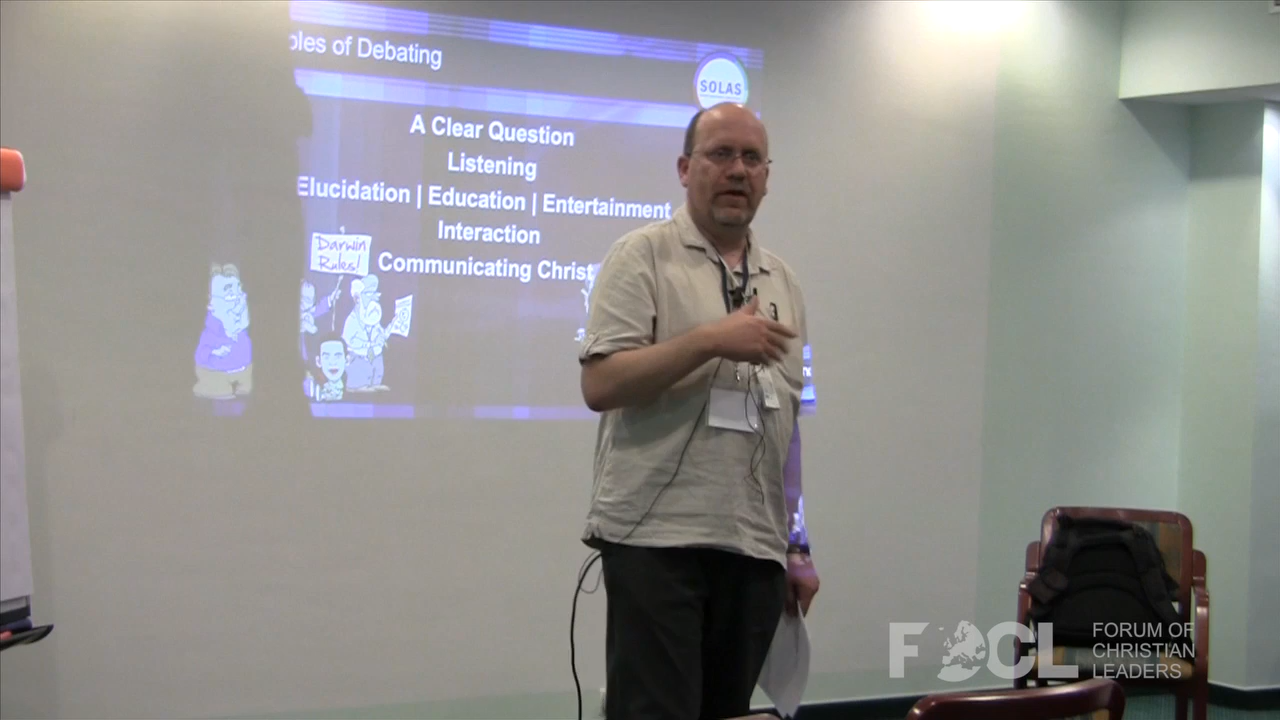 ples of Debating
SOLAS
A Clear Question
Listening
Elucidation | Education | Entertainment
Interaction
Communicating Christ
Darwin
Rules!
FOCL
FORUM OF
CHRISTIAN
LEADERS